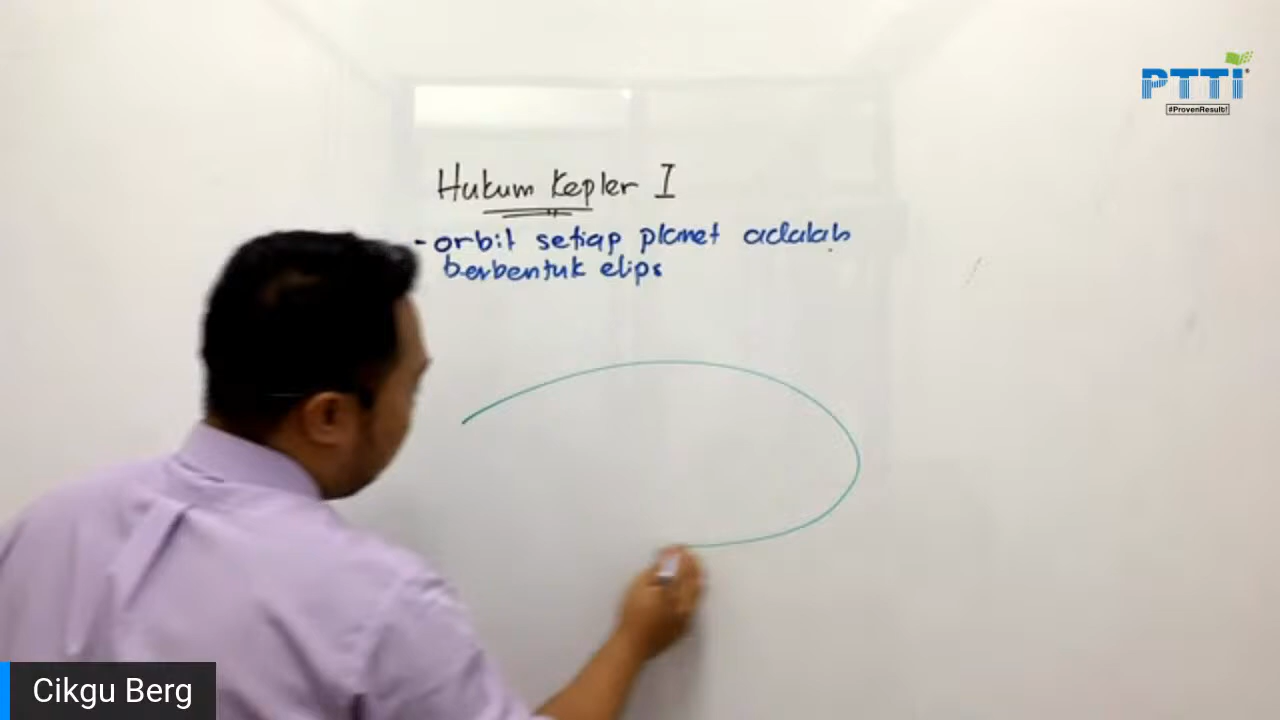 PTTI
#ProvenResult!
Hukum Kepler I
- orbit setiap planet adalah
berbentuk elips
Cikgu Berg